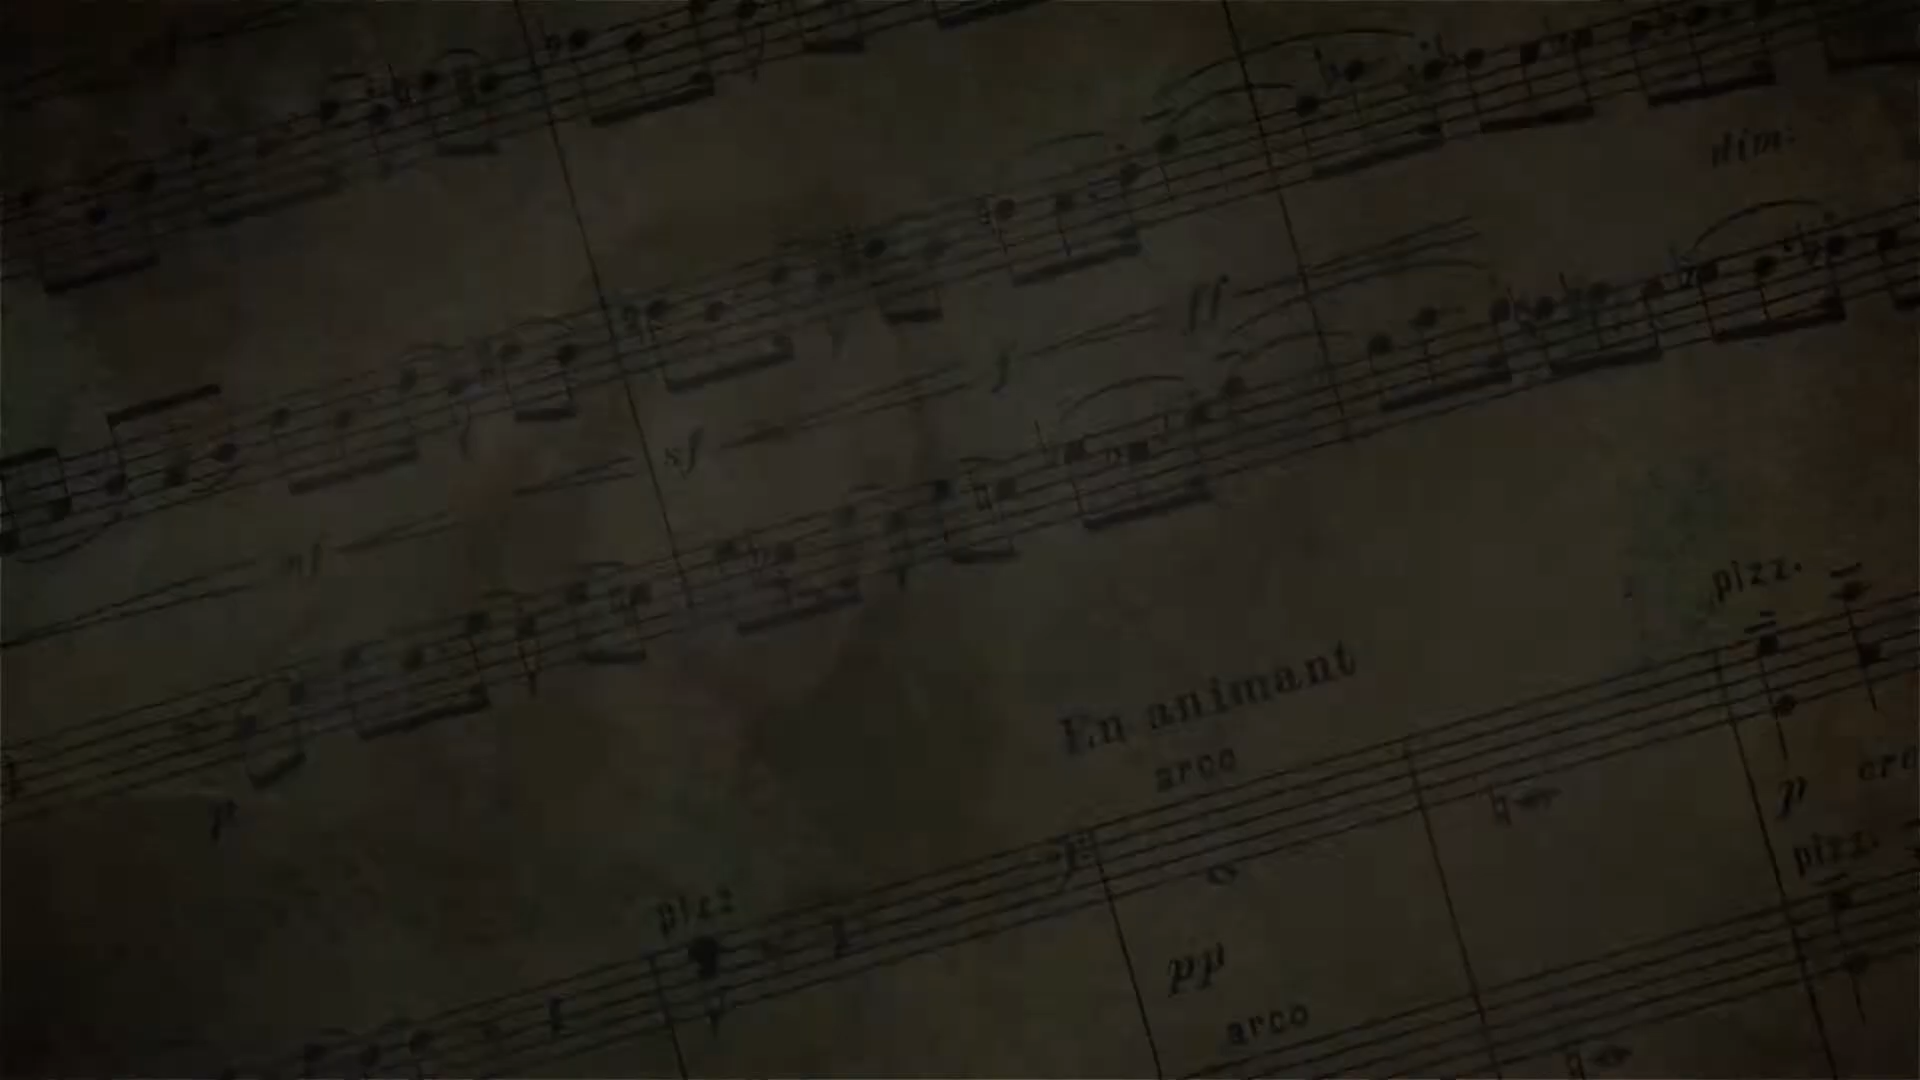 dim:
ff
f
sf
mf
pizz.
En animant
arco
p
p
pizz.
pizz
pp
arco